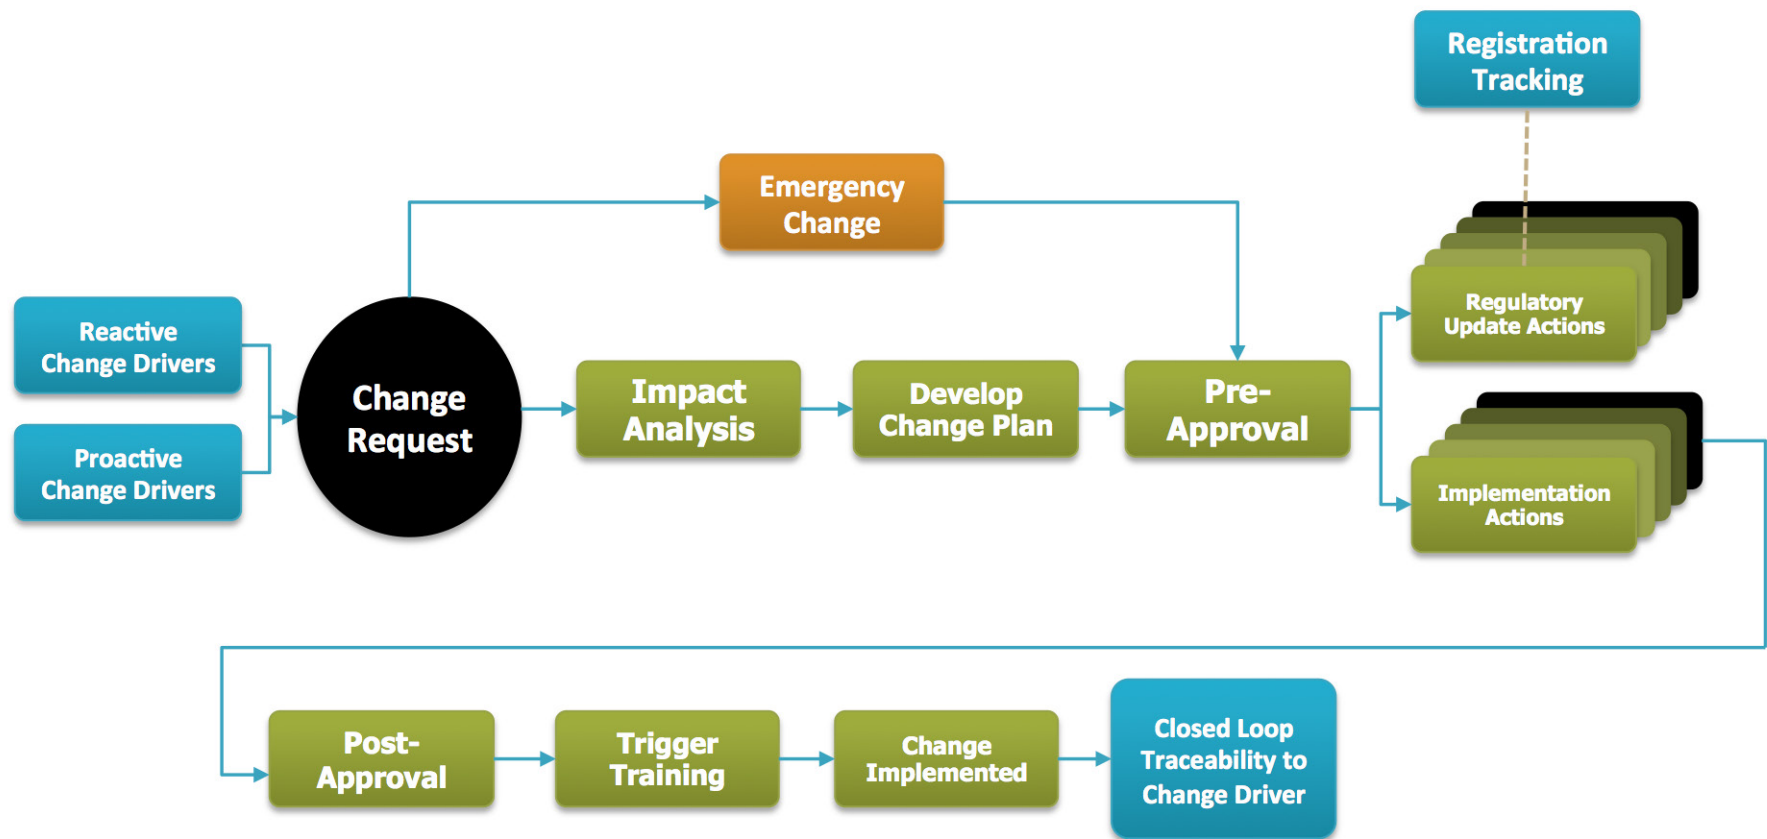 Registration
Tracking
Emergency
Change
Reactive
Change Drivers
Proactive
Change Drivers
Change
Request
Impact
Analysis
Develop
Change Plan
Pre-
Approval
Regulatory
Update Actions
Implementation
Actions
Post-
Approval
Trigger
Training
Change
Implemented
Closed Loop
Traceability to
Change Driver